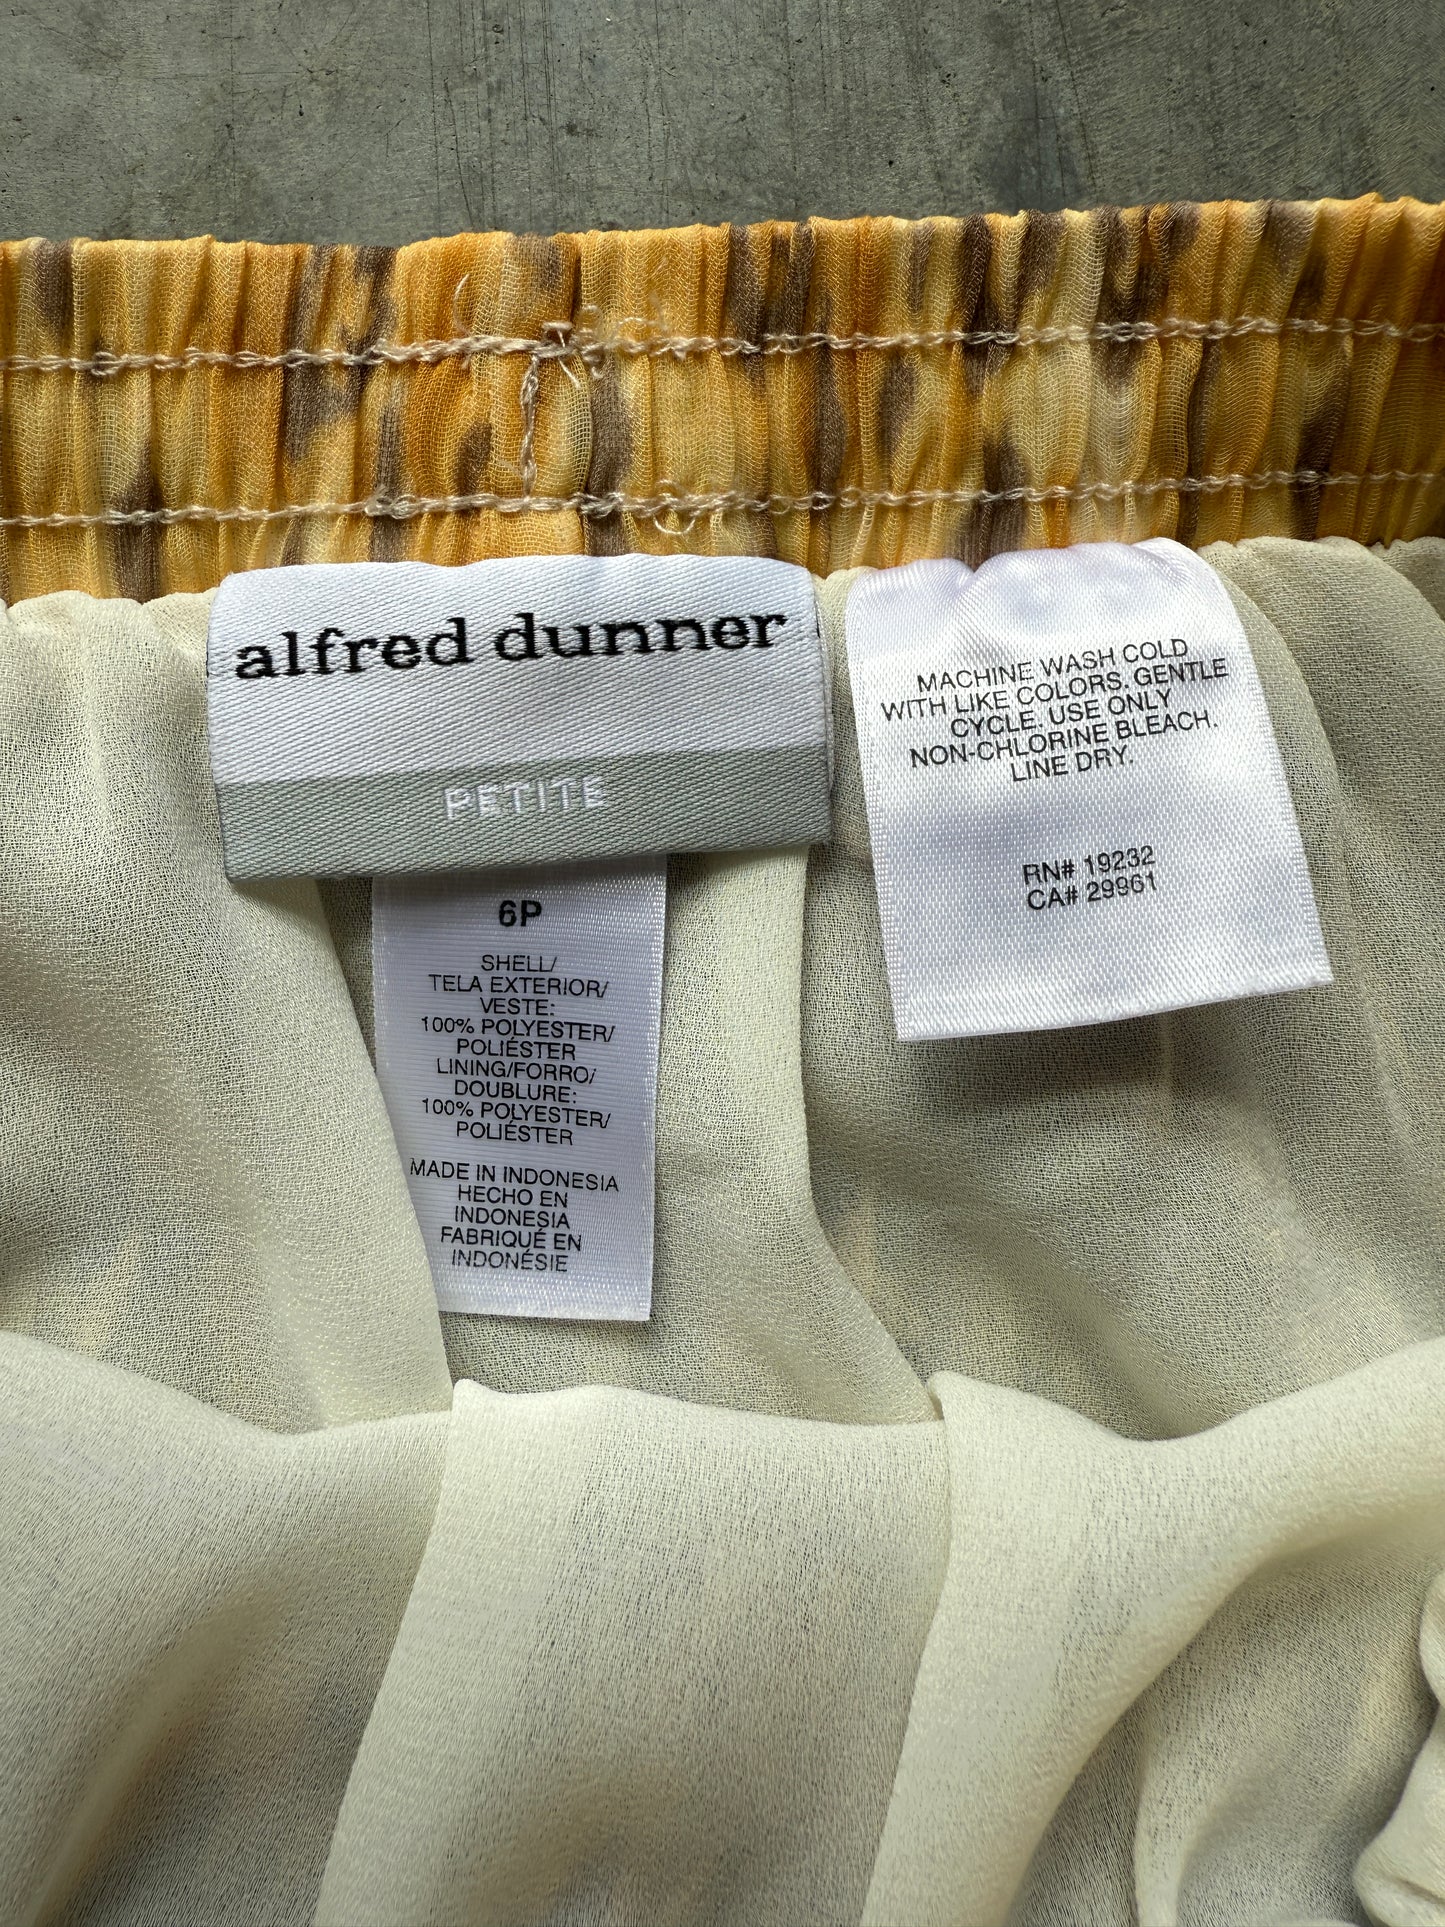 alfred dunner
PETITE
6P
SHELL/
TELA EXTERIOR/
VESTE:
100% POLYESTER/
POLIÉSTER
LINING/FORRO/
DOUBLURE:
100% POLYESTER/
POLIÉSTER
MADE IN INDONESIA
HECHO EN
INDONESIA
FABRIQUÉ EN
INDONÉSIE
MACHINE WASH COLD
WITH LIKE COLORS. GENTLE
CYCLE. USE ONLY
NON-CHLORINE BLEACH.
LINE DRY.
RN# 19232
CA# 29961